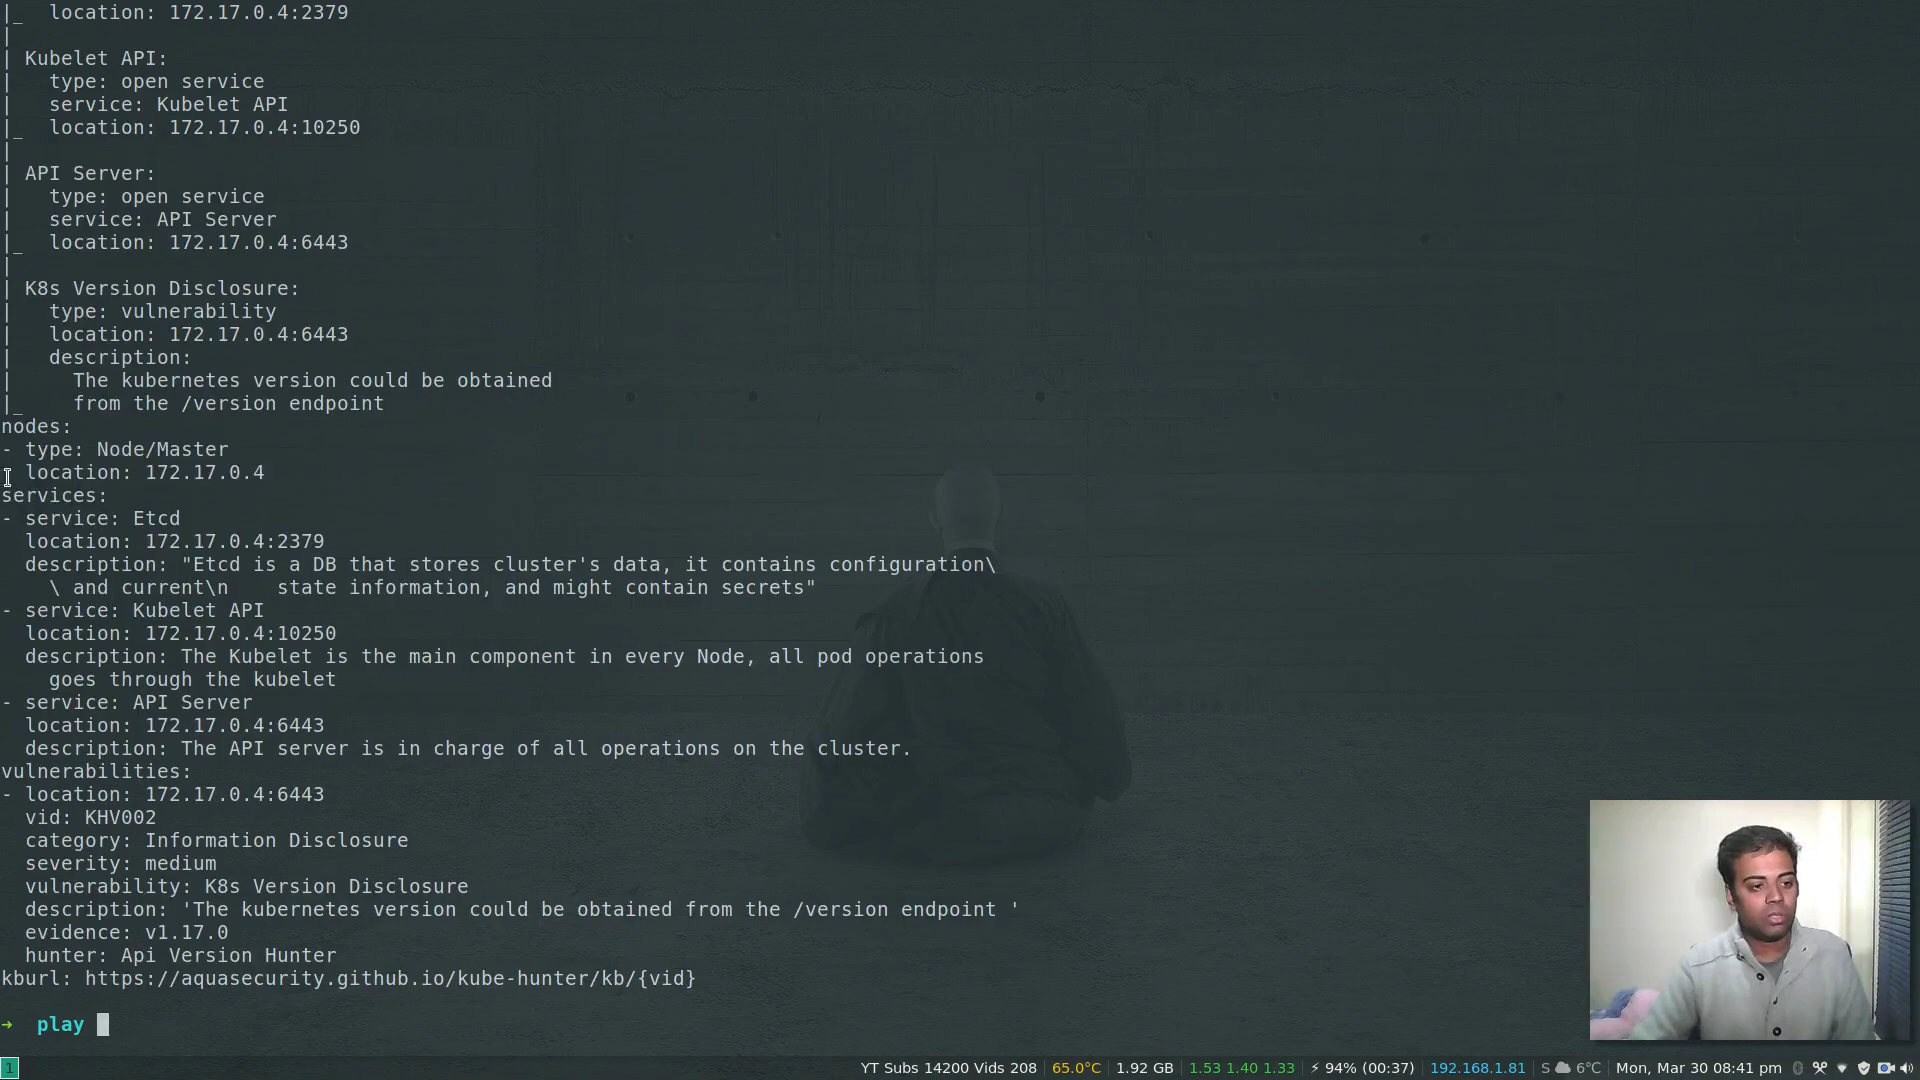 |_  location: 172.17.0.4:2379
|
| Kubelet API:
|   type: open service
|   service: Kubelet API
|_  location: 172.17.0.4:10250
|
| API Server:
|   type: open service
|   service: API Server
|_  location: 172.17.0.4:6443
|
| K8s Version Disclosure:
|   type: vulnerability
|   location: 172.17.0.4:6443
|   description:
|     The kubernetes version could be obtained
|_    from the /version endpoint
nodes:
- type: Node/Master
  location: 172.17.0.4
services:
- service: Etcd
  location: 172.17.0.4:2379
  description: "Etcd is a DB that stores cluster's data, it contains configuration\
    \ and current\n    state information, and might contain secrets"
- service: Kubelet API
  location: 172.17.0.4:10250
  description: The Kubelet is the main component in every Node, all pod operations
    goes through the kubelet
- service: API Server
  location: 172.17.0.4:6443
  description: The API server is in charge of all operations on the cluster.
vulnerabilities:
- location: 172.17.0.4:6443
  vid: KHV002
  category: Information Disclosure
  severity: medium
  vulnerability: K8s Version Disclosure
  description: 'The kubernetes version could be obtained from the /version endpoint '
  evidence: v1.17.0
  hunter: Api Version Hunter
kburl: https://aquasecurity.github.io/kube-hunter/kb/{vid}
➜  play
1 YT Subs 14200 Vids 208 | 65.0°C | 1.92 GB | 1.53 1.40 1.33 | ⚡ 94% (00:37) | 192.168.1.81 | S ☁ 6°C | Mon, Mar 30 08:41 pm